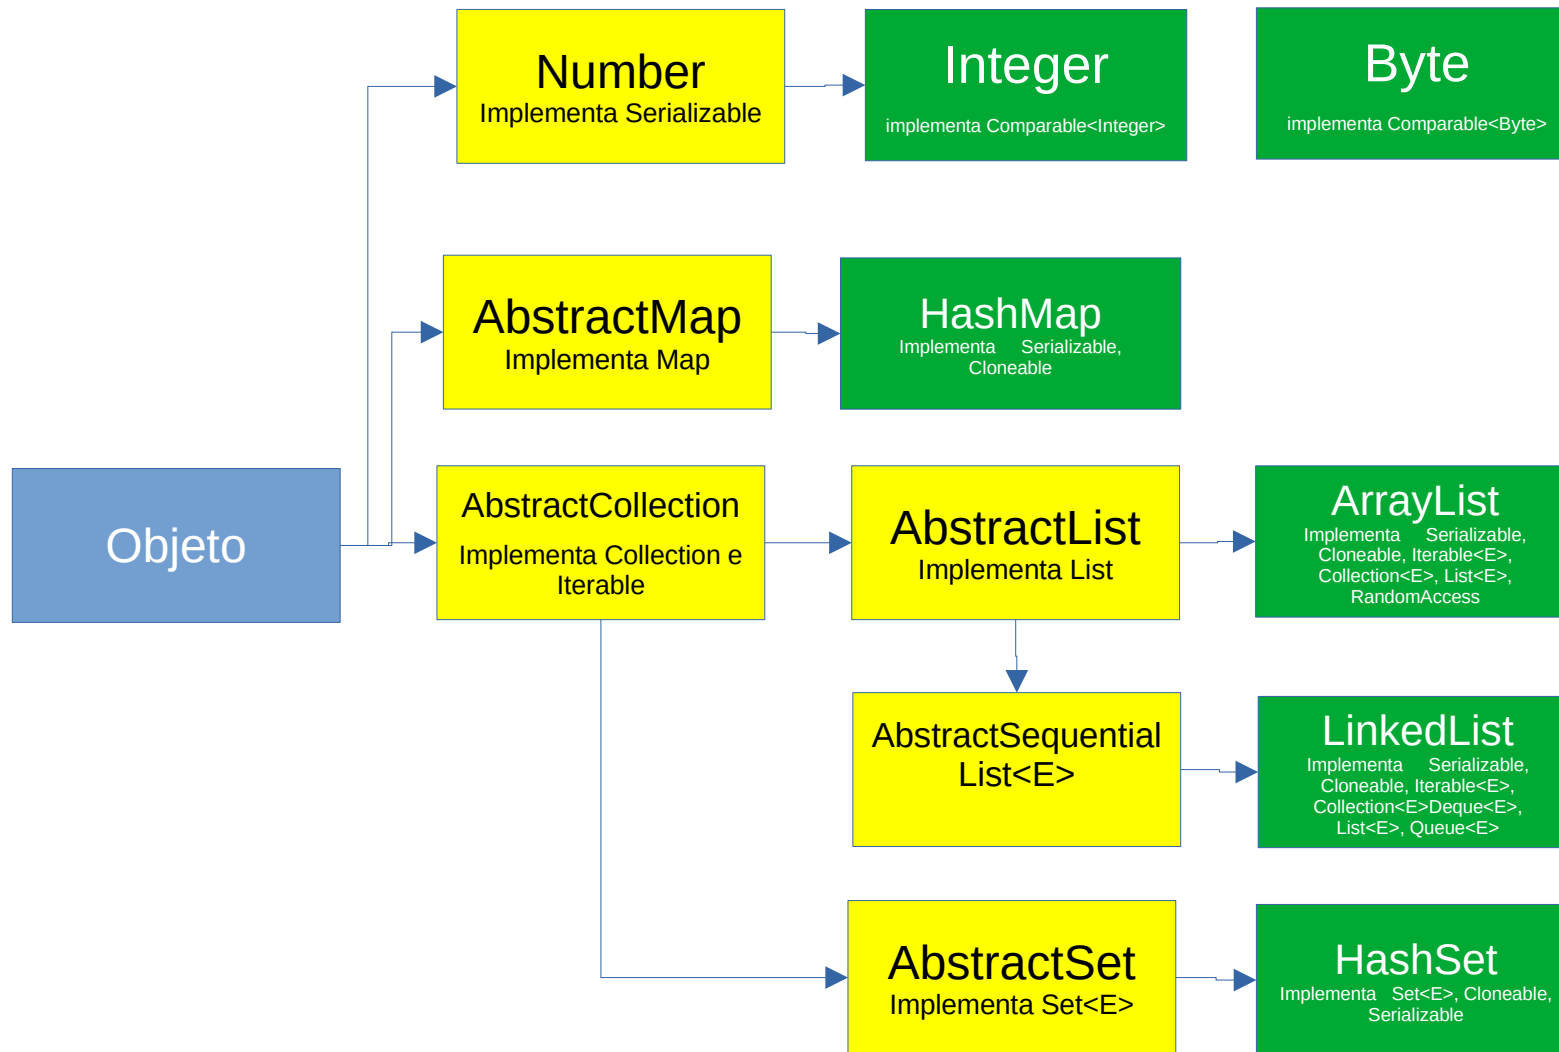 Number
Implementa Serializable
Integer
implementa Comparable<Integer>
Byte
implementa Comparable<Byte>
AbstractMap
Implementa Map
HashMap
Implementa Serializable,
Cloneable
Objeto
AbstractCollection
Implementa Collection e
Iterable
AbstractList
Implementa List
ArrayList
Implementa Serializable,
Cloneable, Iterable<E>,
Collection<E>, List<E>,
RandomAccess
AbstractSequential
List<E>
LinkedList
Implementa Serializable,
Cloneable, Iterable<E>,
Collection<E>Deque<E>,
List<E>, Queue<E>
AbstractSet
Implementa Set<E>
HashSet
Implementa Set<E>, Cloneable,
Serializable